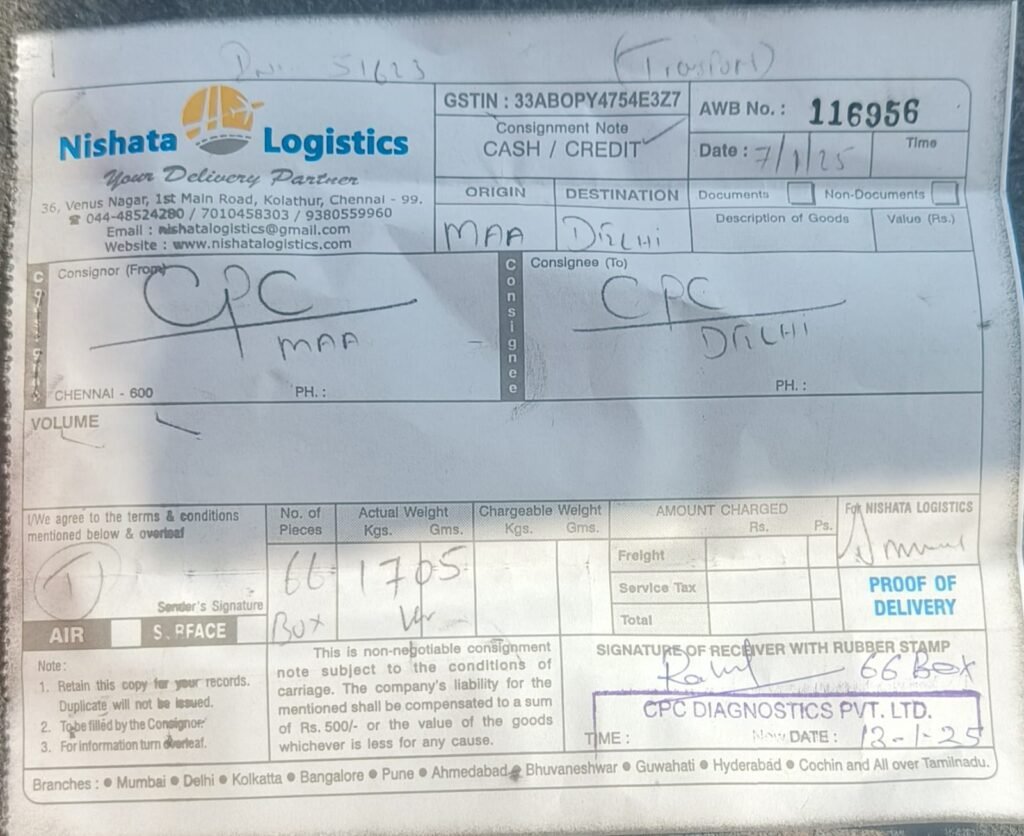 51623 (Transport)
Nishata Logistics
Your Delivery Partner
36, Venus Nagar, 1st Main Road, Kolathur, Chennai - 99.
☎ 044-48524280 / 7010458303 / 9380559960
Email : nishatalogistics@gmail.com
Website : www.nishatalogistics.com
GSTIN : 33ABOPY4754E3Z7
Consignment Note
CASH / CREDIT ✓
AWB No. : 116956
Date : 7/1/25 Time
ORIGIN DESTINATION
MAA DELHI
Documents Non-Documents
Description of Goods Value (Rs.)
Consignor (From)
CPC
MAA
CHENNAI - 600 PH. :
Consignee
Consignee (To)
CPC
DELHI
PH. :
VOLUME
I/We agree to the terms & conditions
mentioned below & overleaf
Sender's Signature
AIR SURFACE
No. of Pieces
66
Box
Actual Weight
Kgs. Gms.
1705
Chargeable Weight
Kgs. Gms.
AMOUNT CHARGED
Rs. Ps.
Freight
Service Tax
Total
For NISHATA LOGISTICS
PROOF OF
DELIVERY
Note :
1. Retain this copy for your records.
Duplicate will not be issued.
2. To be filled by the Consignor.
3. For information turn overleaf.
This is non-negotiable consignment
note subject to the conditions of
carriage. The company's liability for the
mentioned shall be compensated to a sum
of Rs. 500/- or the value of the goods
whichever is less for any cause.
SIGNATURE OF RECEIVER WITH RUBBER STAMP
66 Box
CPC DIAGNOSTICS PVT. LTD.
TIME : DATE : 13-1-25
Branches : ● Mumbai ● Delhi ● Kolkatta ● Bangalore ● Pune ● Ahmedabad ● Bhuvaneshwar ● Guwahati ● Hyderabad ● Cochin and All over Tamilnadu.